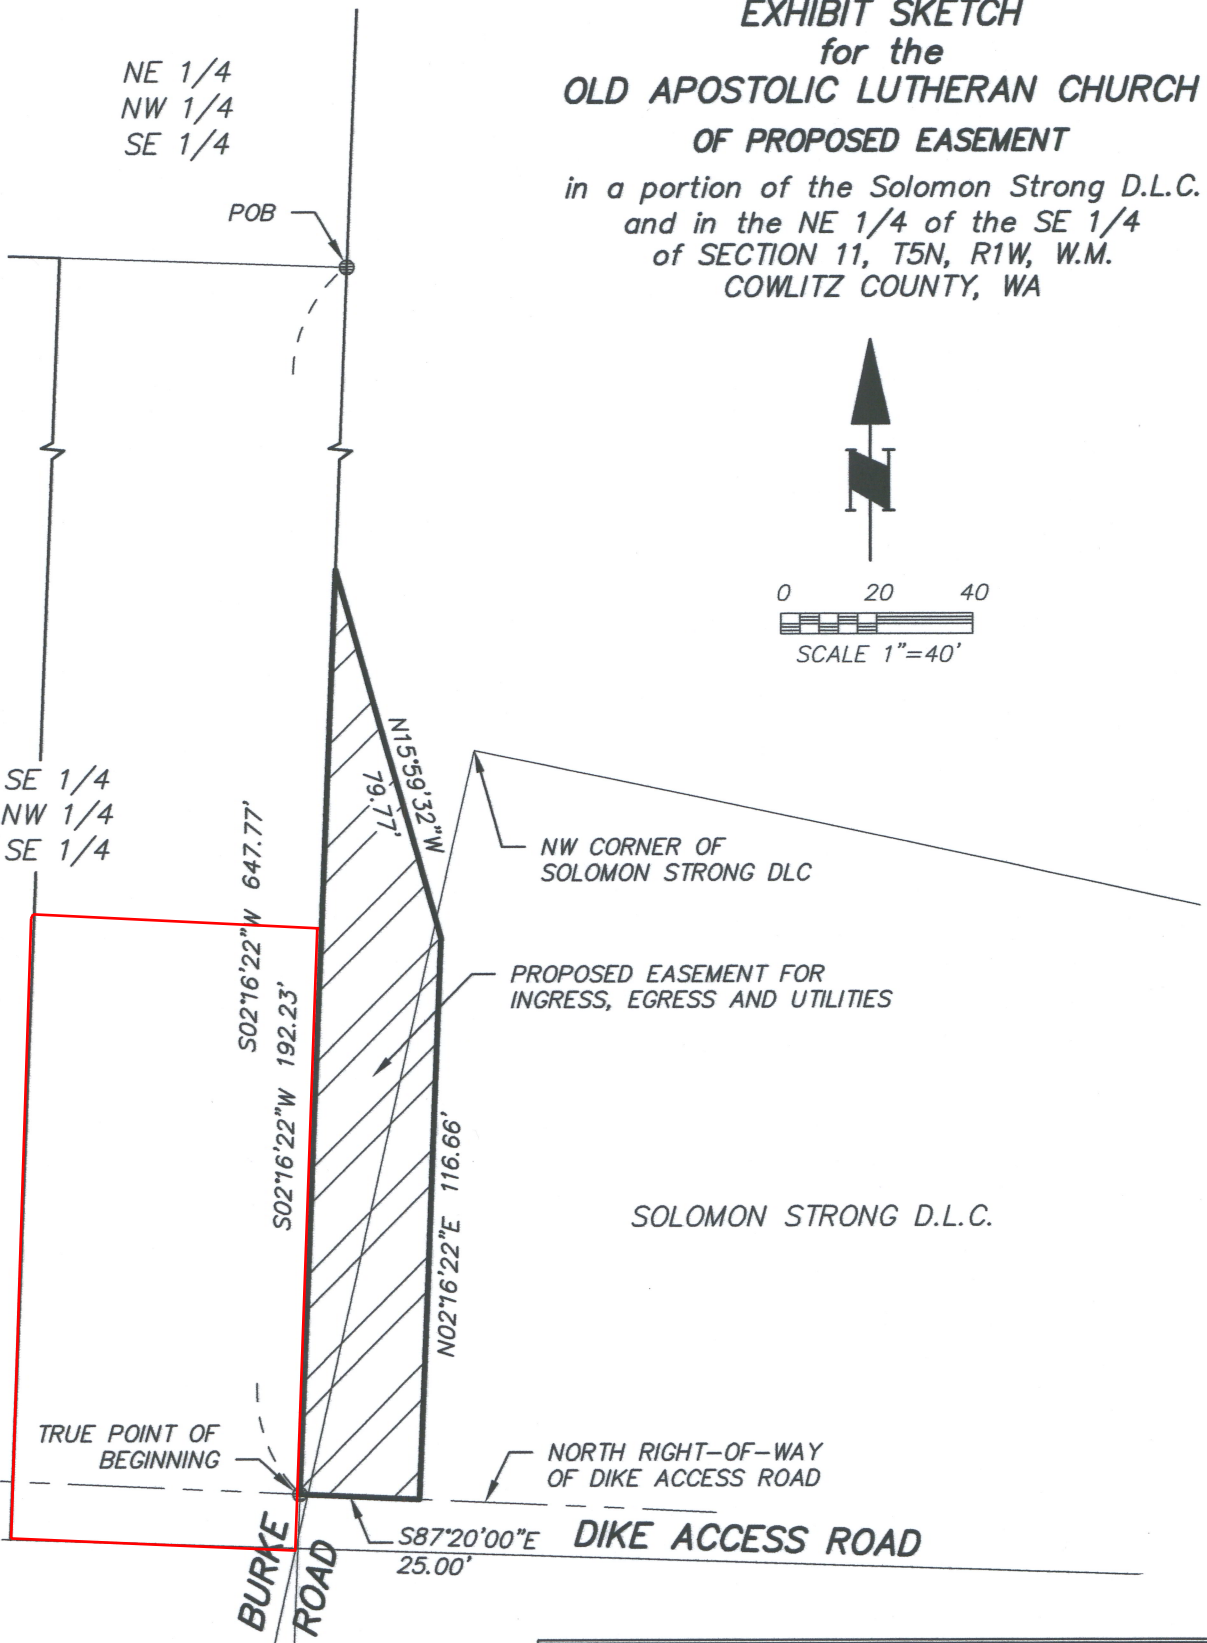 EXHIBIT SKETCH
for the
OLD APOSTOLIC LUTHERAN CHURCH
OF PROPOSED EASEMENT
in a portion of the Solomon Strong D.L.C.
and in the NE 1/4 of the SE 1/4
of SECTION 11, T5N, R1W, W.M.
COWLITZ COUNTY, WA
NE 1/4
NW 1/4
SE 1/4
POB
N
0 20 40
SCALE 1"=40'
N15°59'32"W
79.77'
SE 1/4
NW 1/4
SE 1/4
NW CORNER OF
SOLOMON STRONG DLC
S02°16'22"W 647.77'
S02°16'22"W 192.23'
PROPOSED EASEMENT FOR
INGRESS, EGRESS AND UTILITIES
N02°16'22"E 116.66'
SOLOMON STRONG D.L.C.
TRUE POINT OF
BEGINNING
NORTH RIGHT-OF-WAY
OF DIKE ACCESS ROAD
S87°20'00"E
25.00'
DIKE ACCESS ROAD
BURKE
ROAD